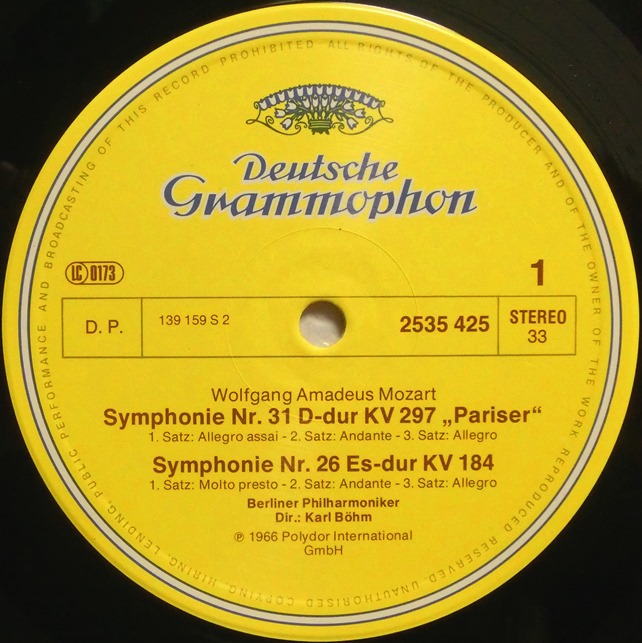 ALL RIGHTS OF THE PRODUCER AND OF THE OWNER OF THE WORK REPRODUCED RESERVED UNAUTHORISED COPYING, HIRING, LENDING, PUBLIC PERFORMANCE AND BROADCASTING OF THIS RECORD PROHIBITED
Deutsche
Grammophon
LC 0173
1
D. P.
139 159 S 2
2535 425
STEREO
33
Wolfgang Amadeus Mozart
Symphonie Nr. 31 D-dur KV 297 „Pariser“
1. Satz: Allegro assai - 2. Satz: Andante - 3. Satz: Allegro
Symphonie Nr. 26 Es-dur KV 184
1. Satz: Molto presto - 2. Satz: Andante - 3. Satz: Allegro
Berliner Philharmoniker
Dir.: Karl Böhm
℗ 1966 Polydor International
GmbH